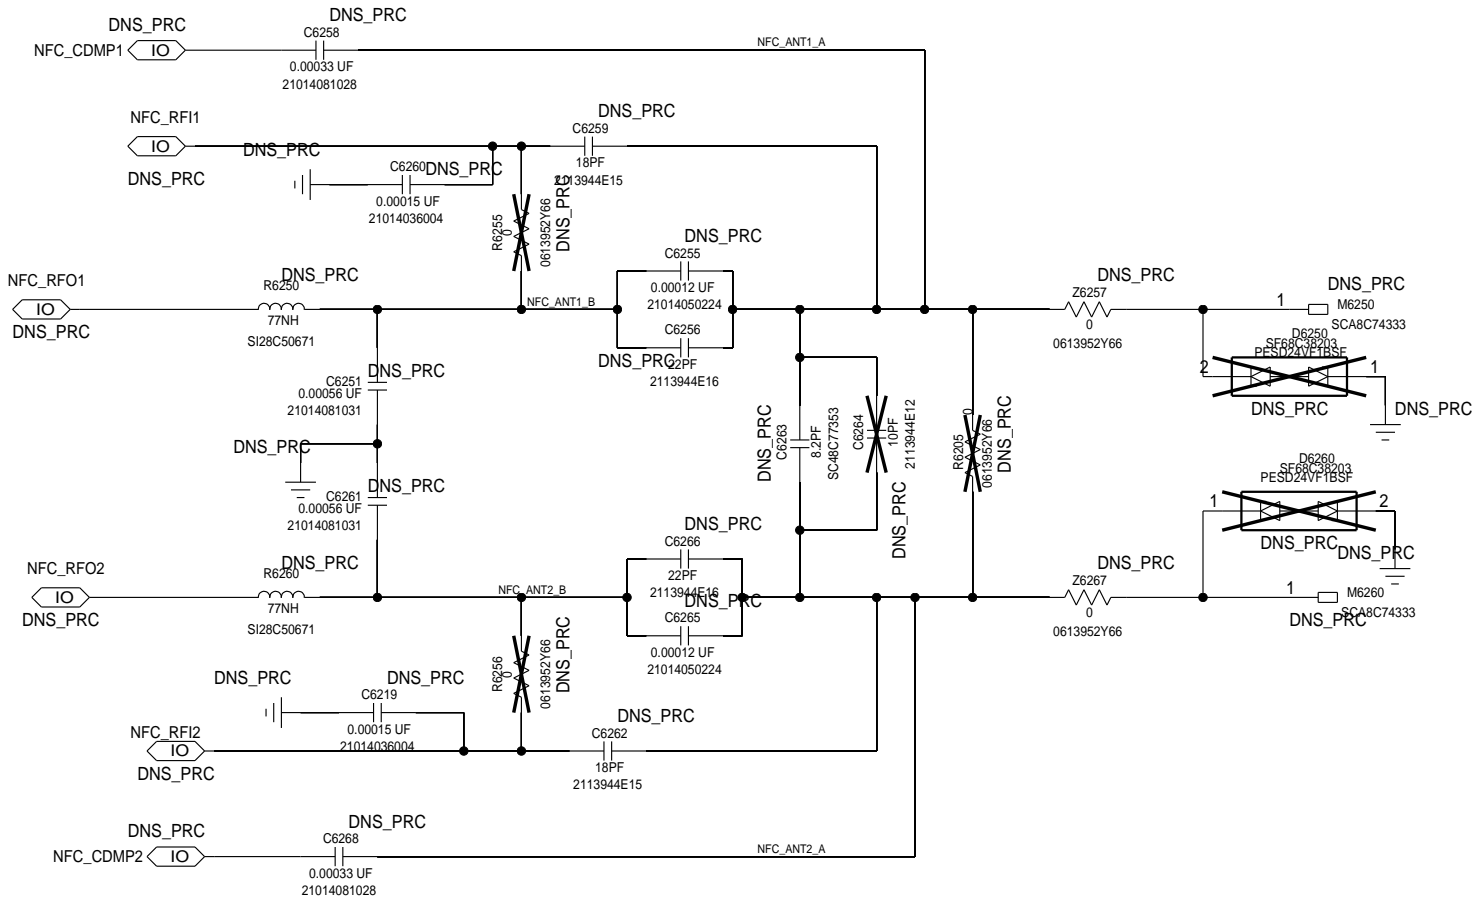 DNS_PRC
DNS_PRC
C6258
NFC_CDMP1
IO
NFC_ANT1_A
0.00033 UF
21014081028
DNS_PRC
NFC_RFI1
C6259
IO
DNS_PRC
18PF
2113944E15
C6260
DNS_PRC
DNS_PRC
0.00015 UF
21014036004
R6255
0
0613952Y66
DNS_PRC
DNS_PRC
C6255
0.00012 UF
21014050224
NFC_RFO1
DNS_PRC
R6250
IO
DNS_PRC
77NH
SI28C50671
NFC_ANT1_B
C6256
DNS_PRC
22PF
2113944E16
DNS_PRC
Z6257
0
0613952Y66
DNS_PRC
1
M6250
SCA8C74333
D6250
SF68C38203
PESD24VF1BSF
2
1
DNS_PRC
DNS_PRC
DNS_PRC
C6251
0.00056 UF
21014081031
DNS_PRC
C6263
8.2PF
SC48C77353
C6264
10PF
2113944E12
DNS_PRC
R6205
0
0613952Y66
DNS_PRC
DNS_PRC
D6260
SF68C38203
PESD24VF1BSF
1
2
DNS_PRC
DNS_PRC
DNS_PRC
C6261
0.00056 UF
21014081031
DNS_PRC
C6266
22PF
2113944E16
DNS_PRC
C6265
0.00012 UF
21014050224
NFC_RFO2
DNS_PRC
R6260
IO
DNS_PRC
77NH
SI28C50671
NFC_ANT2_B
DNS_PRC
Z6267
0
0613952Y66
1
M6260
SCA8C74333
DNS_PRC
R6256
0
0613952Y66
DNS_PRC
DNS_PRC
DNS_PRC
C6219
0.00015 UF
21014036004
DNS_PRC
NFC_RFI2
C6262
IO
DNS_PRC
18PF
2113944E15
DNS_PRC
DNS_PRC
C6268
NFC_CDMP2
IO
NFC_ANT2_A
0.00033 UF
21014081028